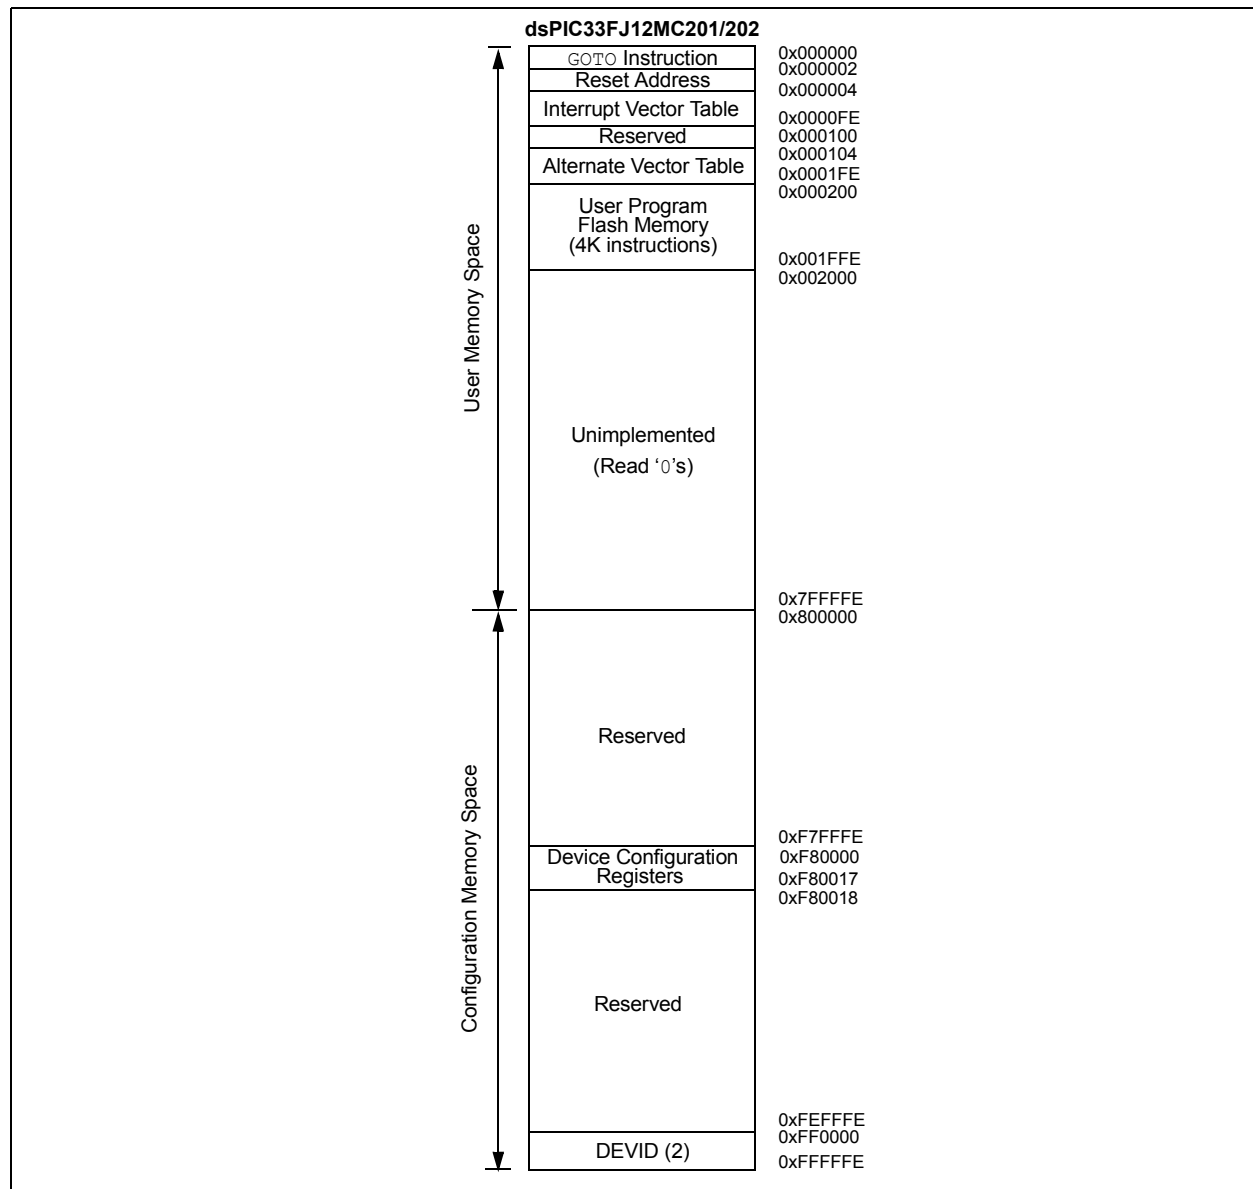 dsPIC33FJ12MC201/202
GOTO Instruction
0x000000
Reset Address
0x000002
0x000004
Interrupt Vector Table
0x0000FE
Reserved
0x000100
0x000104
Alternate Vector Table
0x0001FE
0x000200
User Program
Flash Memory
(4K instructions)
0x001FFE
0x002000
User Memory Space
Unimplemented
(Read ‘0’s)
0x7FFFFE
0x800000
Reserved
0xF7FFFE
Device Configuration
0xF80000
Registers
0xF80017
0xF80018
Configuration Memory Space
Reserved
0xFEFFFE
0xFF0000
DEVID (2)
0xFFFFFE